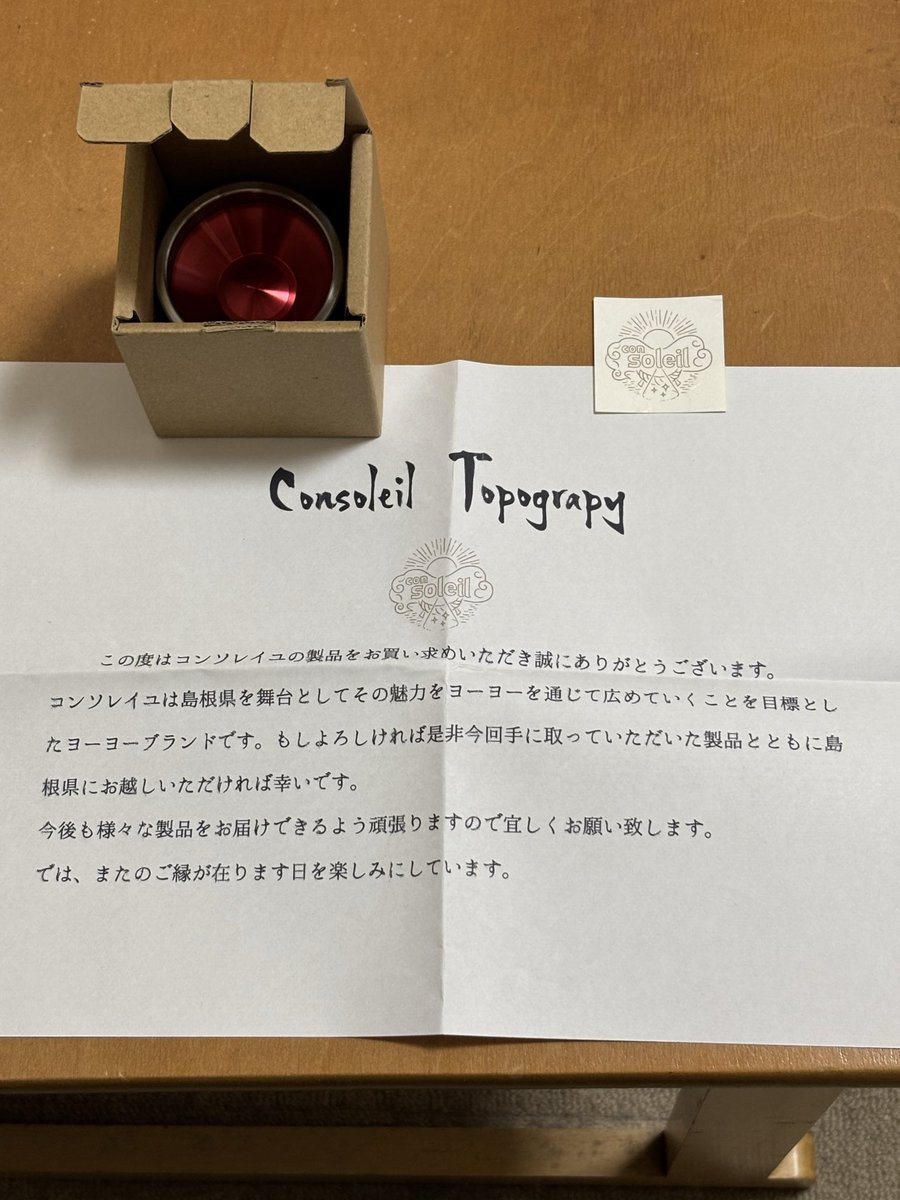 con
soleil
Consoleil Topograpy
con
soleil
この度はコンソレイユの製品をお買い求めいただき誠にありがとうございます。
コンソレイユは島根県を舞台としてその魅力をヨーヨーを通じて広めていくことを目標とし
たヨーヨーブランドです。もしよろしければ是非今回手に取っていただいた製品とともに島
根県にお越しいただければ幸いです。
今後も様々な製品をお届けできるよう頑張りますので宜しくお願い致します。
では、またのご縁が在ります日を楽しみにしています。